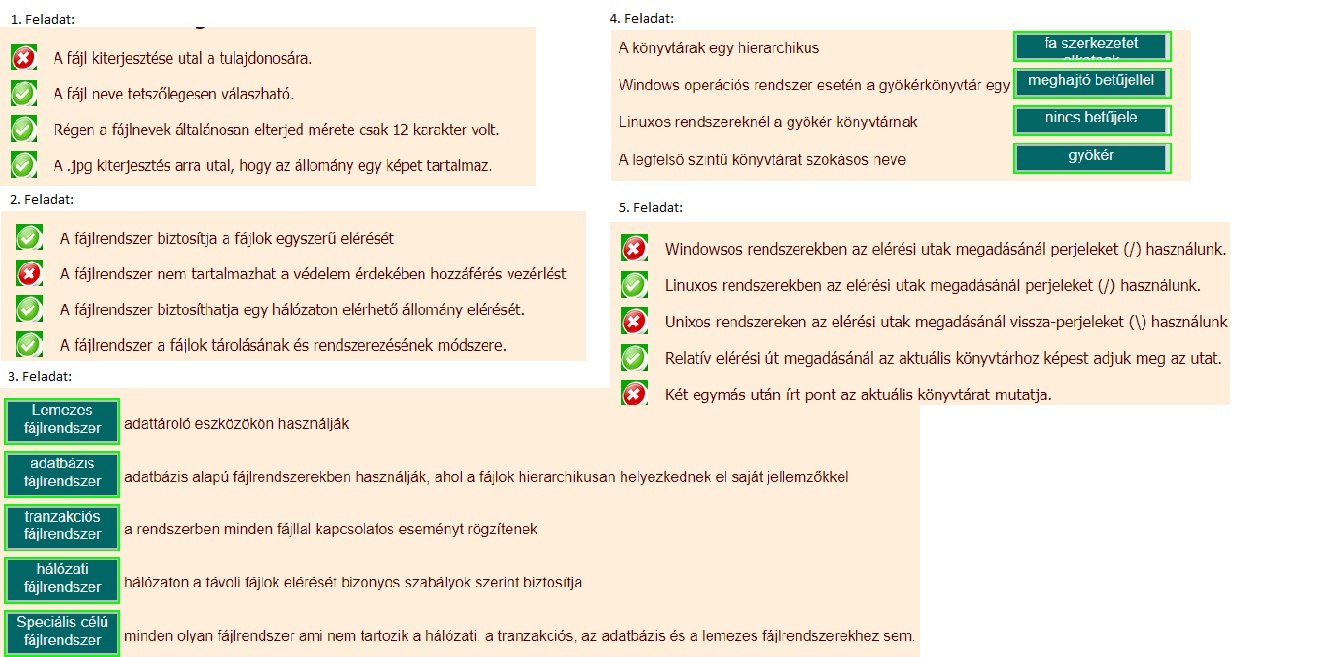 1. Feladat:
A fájl kiterjesztése utal a tulajdonosára.
A fájl neve tetszőlegesen válaszható.
Régen a fájlnevek általánosan elterjed mérete csak 12 karakter volt.
A .jpg kiterjesztés arra utal, hogy az állomány egy képet tartalmaz.
2. Feladat:
A fájlrendszer biztosítja a fájlok egyszerű elérését
A fájlrendszer nem tartalmazhat a védelem érdekében hozzáférés vezérlést
A fájlrendszer biztosíthatja egy hálózaton elérhető állomány elérését.
A fájlrendszer a fájlok tárolásának és rendszerezésének módszere.
3. Feladat:
Lemezes
fájlrendszer
adattároló eszközökön használják
adatbázis
fájlrendszer
adatbázis alapú fájlrendszerekben használják, ahol a fájlok hierarchikusan helyezkednek el saját jellemzőkkel
tranzakciós
fájlrendszer
a rendszerben minden fájllal kapcsolatos eseményt rögzítenek
hálózati
fájlrendszer
hálózaton a távoli fájlok elérését bizonyos szabályok szerint biztosítja
Speciális célú
fájlrendszer
minden olyan fájlrendszer ami nem tartozik a hálózati, a tranzakciós, az adatbázis és a lemezes fájlrendszerekhez sem.
4. Feladat:
A könyvtárak egy hierarchikus
fa szerkezetet
Windows operációs rendszer esetén a gyökérkönyvtár egy
meghajtó betűjellel
Linuxos rendszereknél a gyökér könyvtárnak
nincs betűjele
A legfelső szintű könyvtárat szokásos neve
gyökér
5. Feladat:
Windowsos rendszerekben az elérési utak megadásánál perjeleket (/) használunk.
Linuxos rendszerekben az elérési utak megadásánál perjeleket (/) használunk.
Unixos rendszereken az elérési utak megadásánál vissza-perjeleket (\) használunk
Relatív elérési út megadásánál az aktuális könyvtárhoz képest adjuk meg az utat.
Két egymás után írt pont az aktuális könyvtárat mutatja.